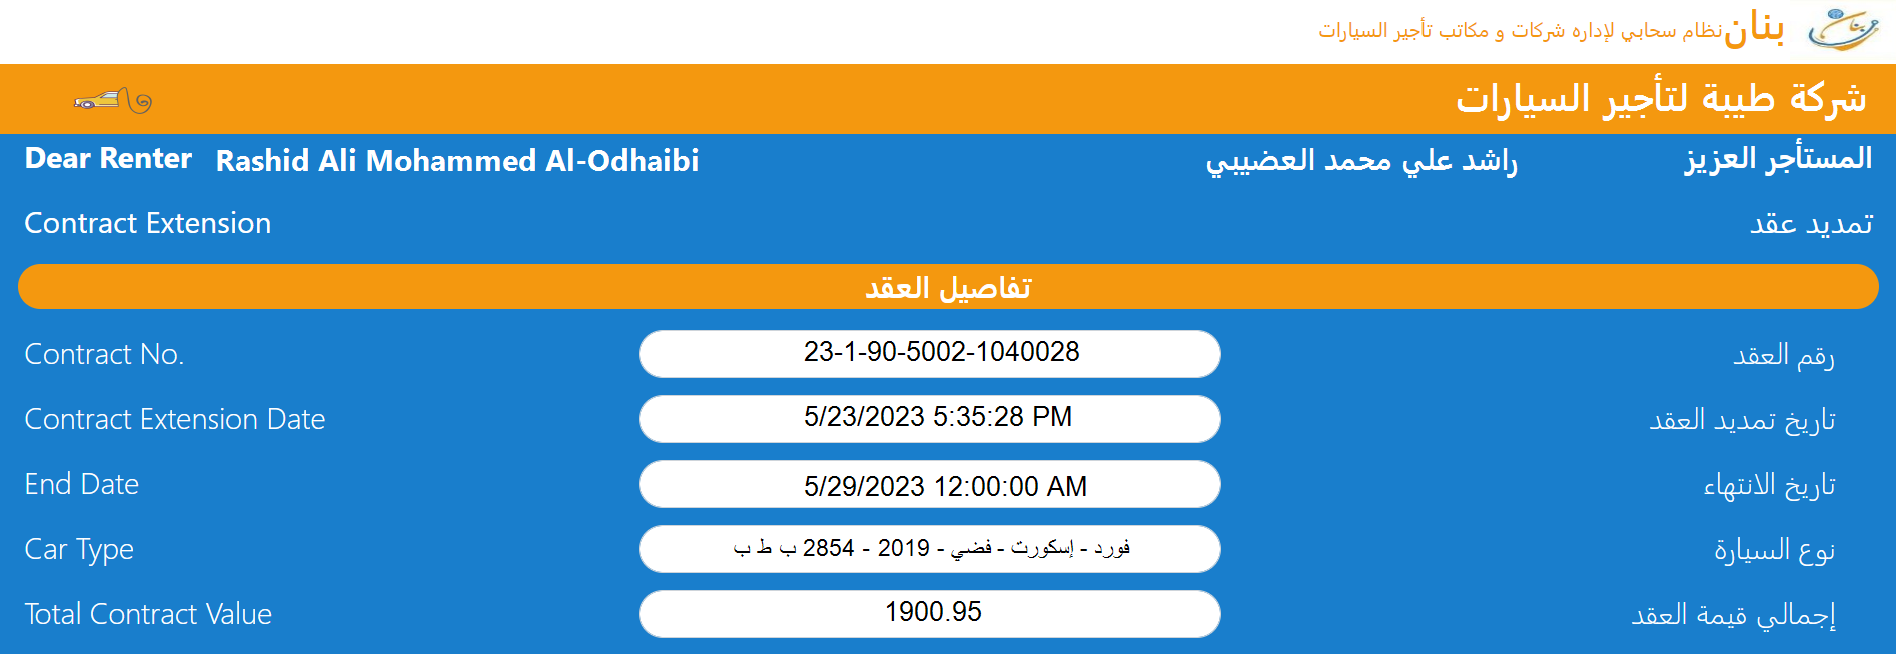 بنان نظام سحابي لإداره شركات و مكاتب تأجير السيارات
شركة طيبة لتأجير السيارات
Dear Renter Rashid Ali Mohammed Al-Odhaibi راشد علي محمد العضيبي المستأجر العزيز
Contract Extension تمديد عقد
تفاصيل العقد
Contract No. 23-1-90-5002-1040028 رقم العقد
Contract Extension Date 5/23/2023 5:35:28 PM تاريخ تمديد العقد
End Date 5/29/2023 12:00:00 AM تاريخ الانتهاء
Car Type فورد - إسكورت - فضي - 2019 - 2854 ب ط ب نوع السيارة
Total Contract Value 1900.95 إجمالي قيمة العقد